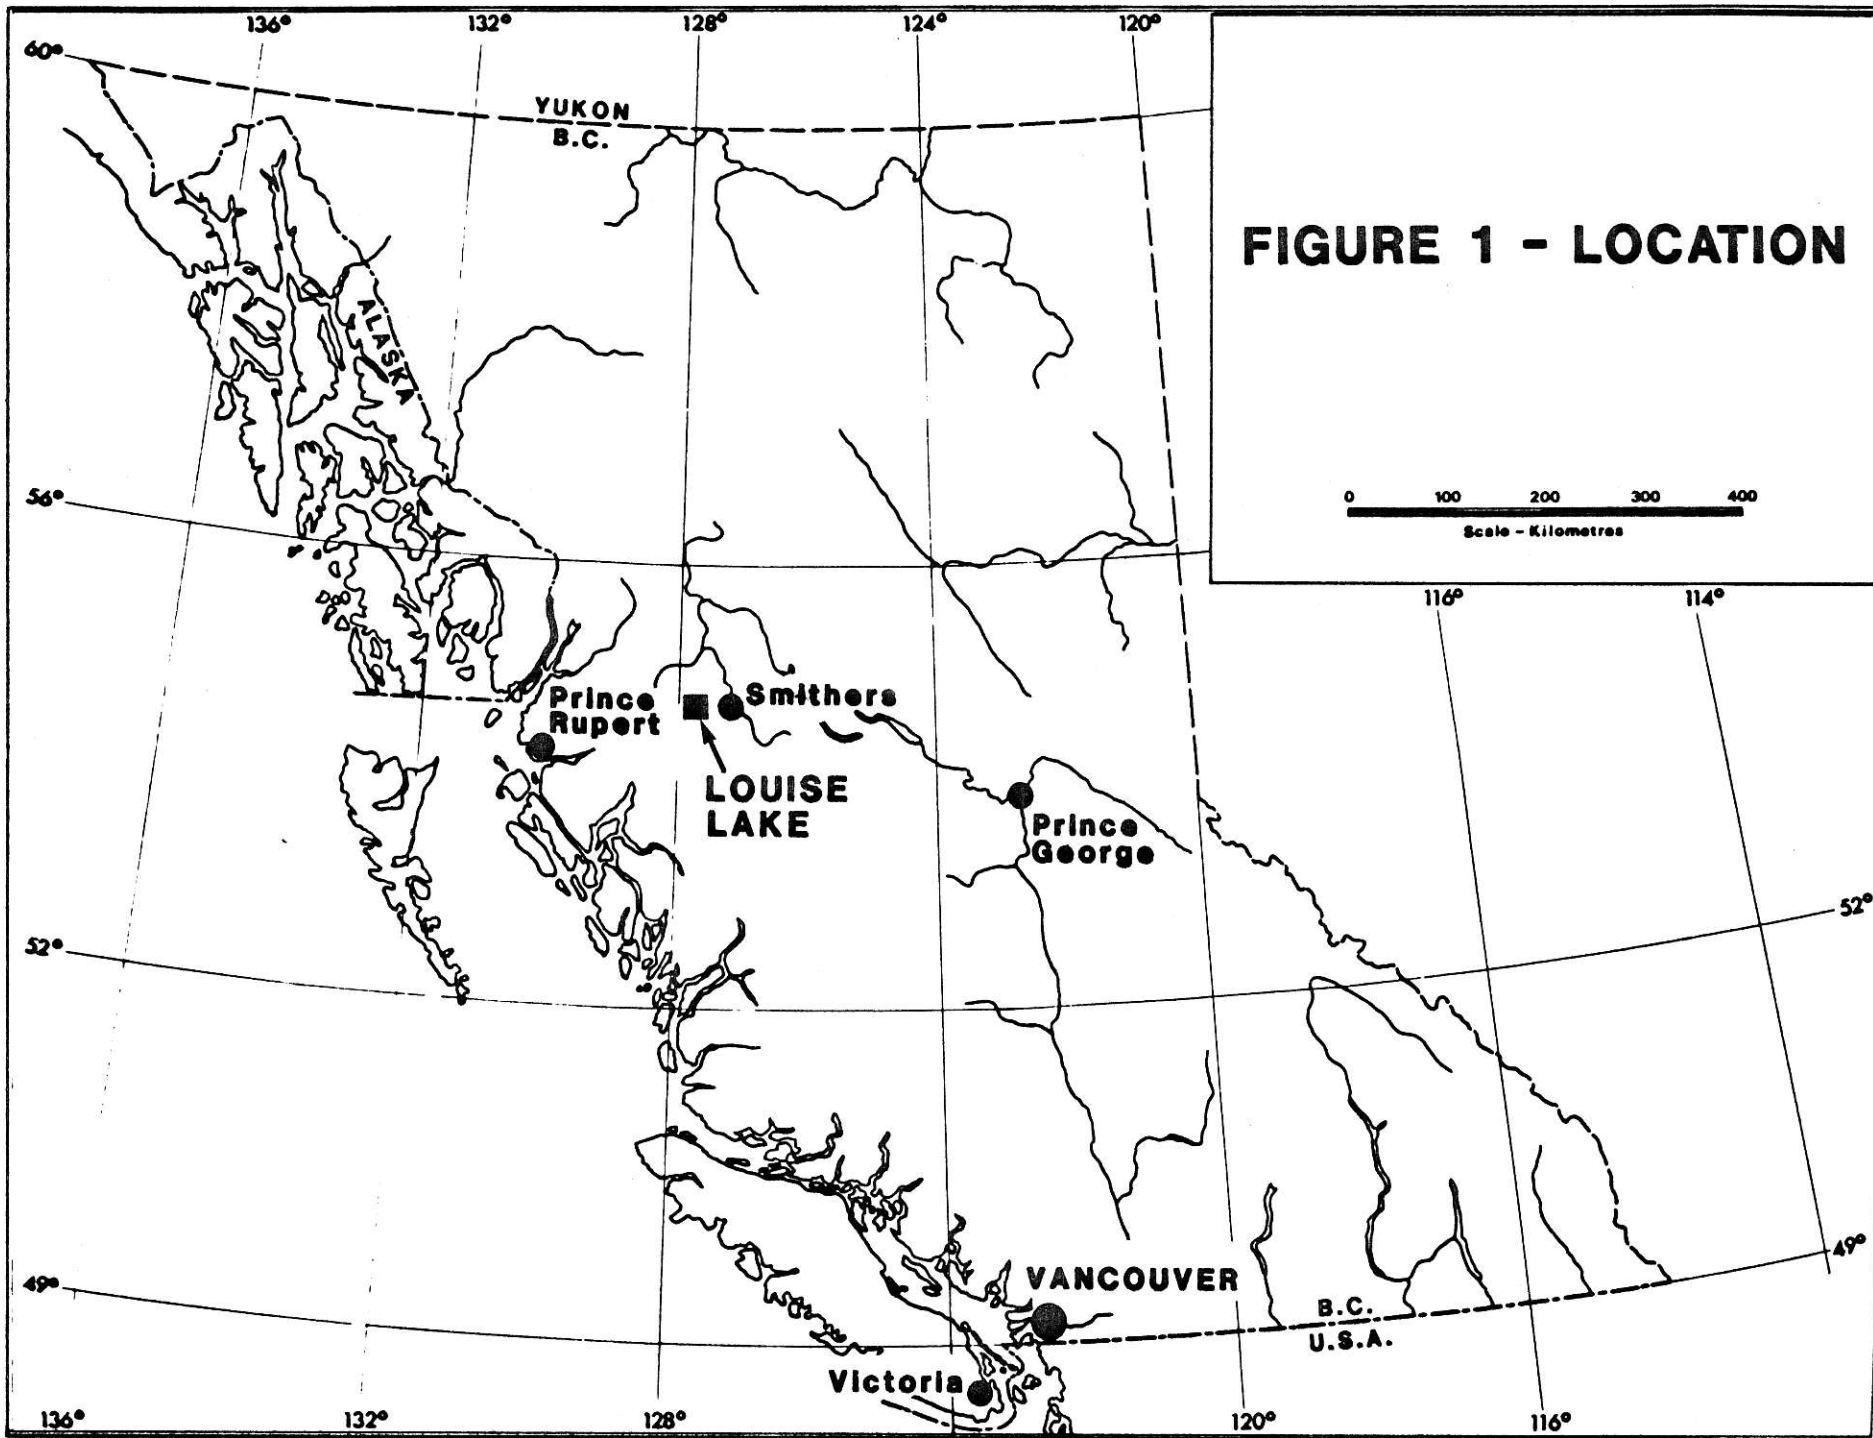 136° 132° 128° 124° 120°
60°
YUKON
B.C.
FIGURE 1 - LOCATION
ALASKA
56°
0 100 200 300 400
Scale - Kilometres
116° 114°
Prince
Rupert
Smithers
LOUISE
LAKE
Prince
George
52°
52°
49°
49°
VANCOUVER
B.C.
U.S.A.
Victoria
136° 132° 128° 120° 116°